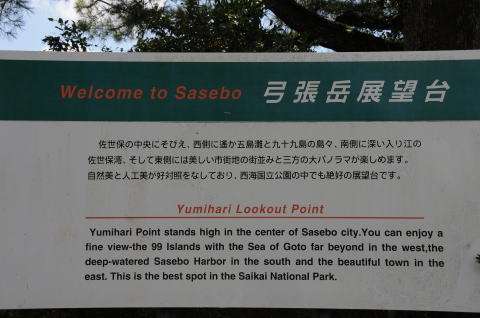 Welcome to Sasebo 弓張岳展望台
佐世保の中央にそびえ、西側に遥か五島灘と九十九島の島々、南側に深い入り江の
佐世保湾、そして東側には美しい市街地の街並みと三方の大パノラマが楽しめます。
自然美と人工美が好対照をなしており、西海国立公園の中でも絶好の展望台です。
Yumihari Lookout Point
Yumihari Point stands high in the center of Sasebo city.You can enjoy a
fine view-the 99 Islands with the Sea of Goto far beyond in the west,the
deep-watered Sasebo Harbor in the south and the beautiful town in the
east. This is the best spot in the Saikai National Park.